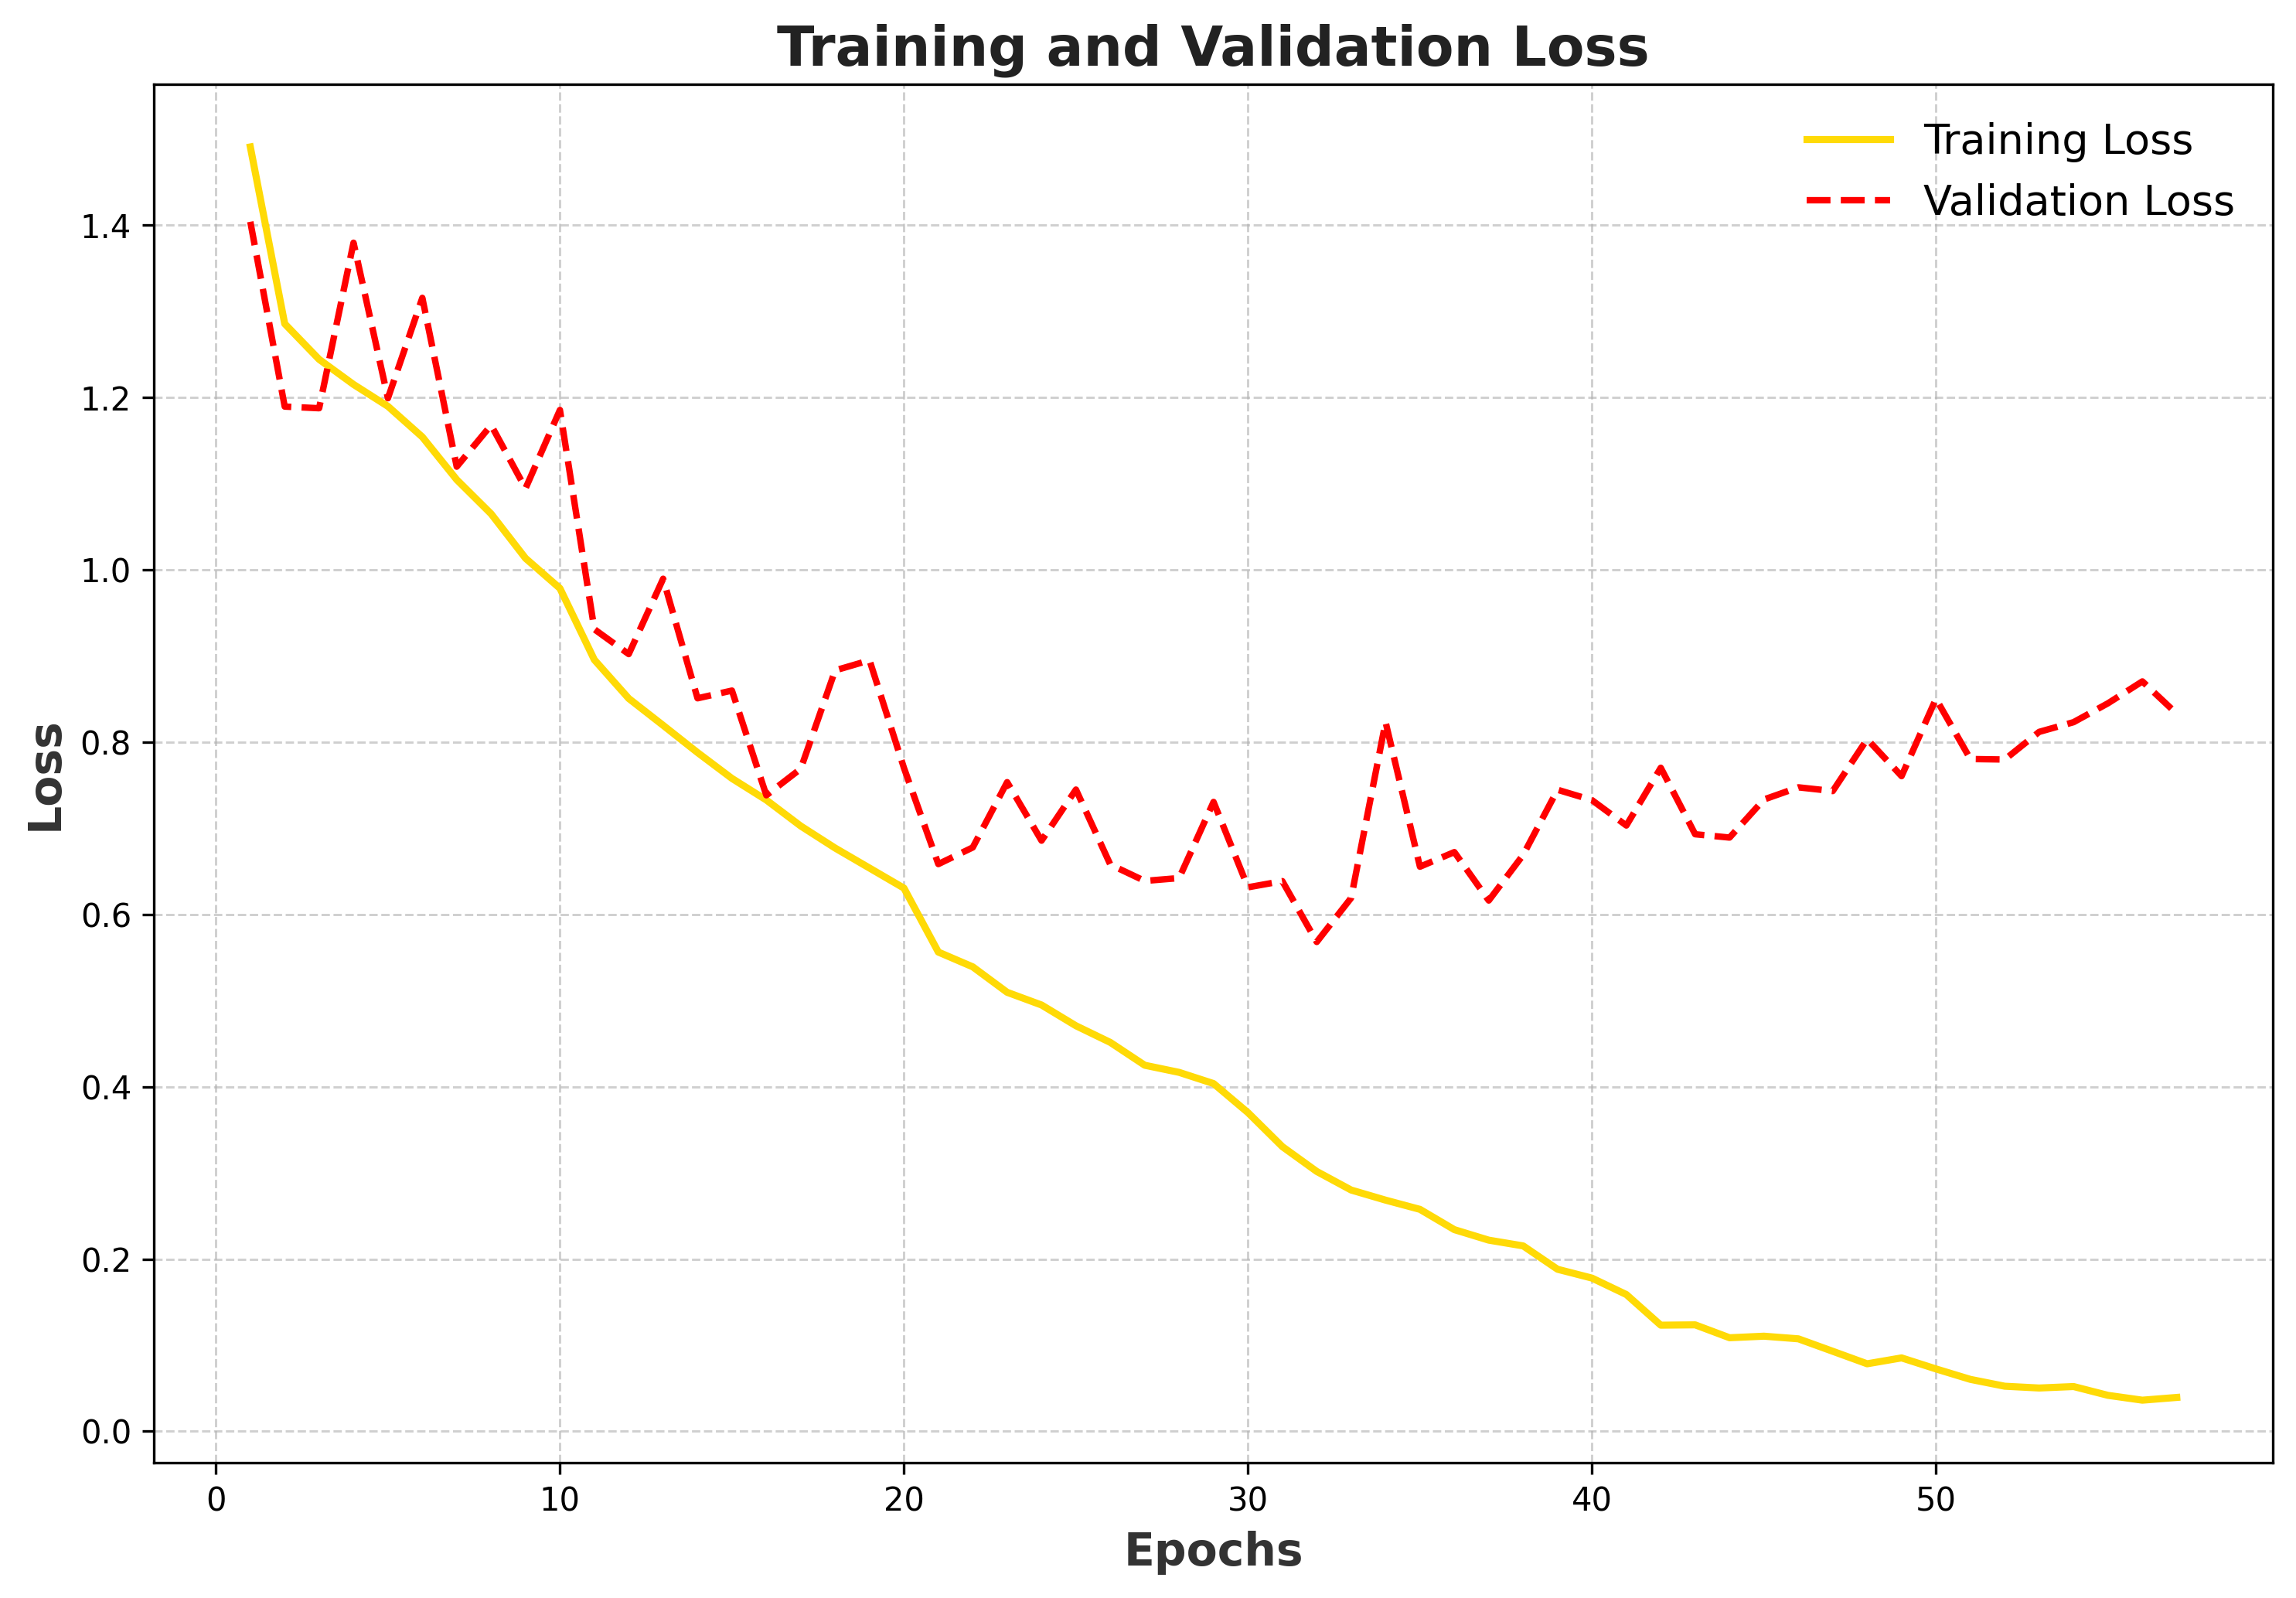 Training and Validation Loss
Training Loss
Validation Loss
1.4
1.2
1.0
0.8
0.6
0.4
0.2
0.0
Loss
0 10 20 30 40 50
Epochs